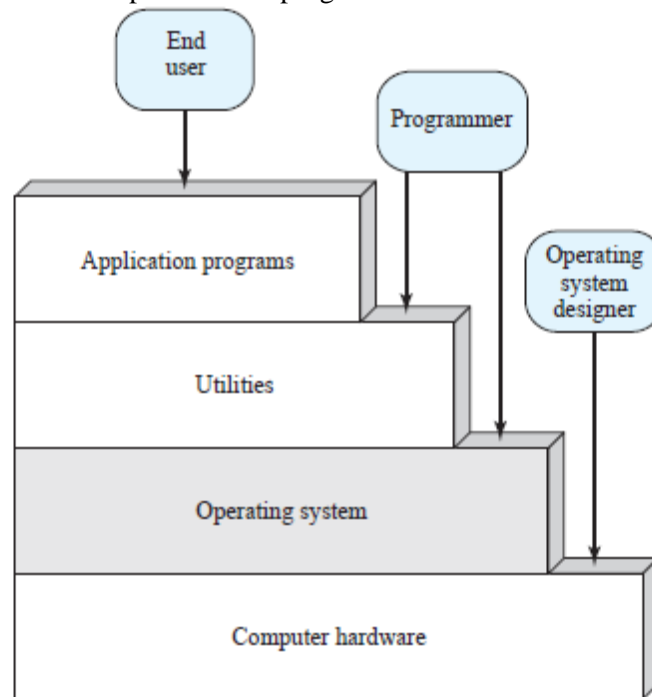 End
user
Programmer
Application programs
Operating
system
designer
Utilities
Operating system
Computer hardware